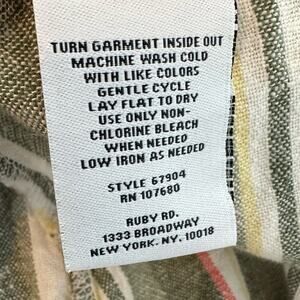 TURN GARMENT INSIDE OUT
MACHINE WASH COLD
WITH LIKE COLORS
GENTLE CYCLE
LAY FLAT TO DRY
USE ONLY NON-
CHLORINE BLEACH
WHEN NEEDED
LOW IRON AS NEEDED
STYLE 67904
RN 107680
RUBY RD.
1333 BROADWAY
NEW YORK, NY, 10018